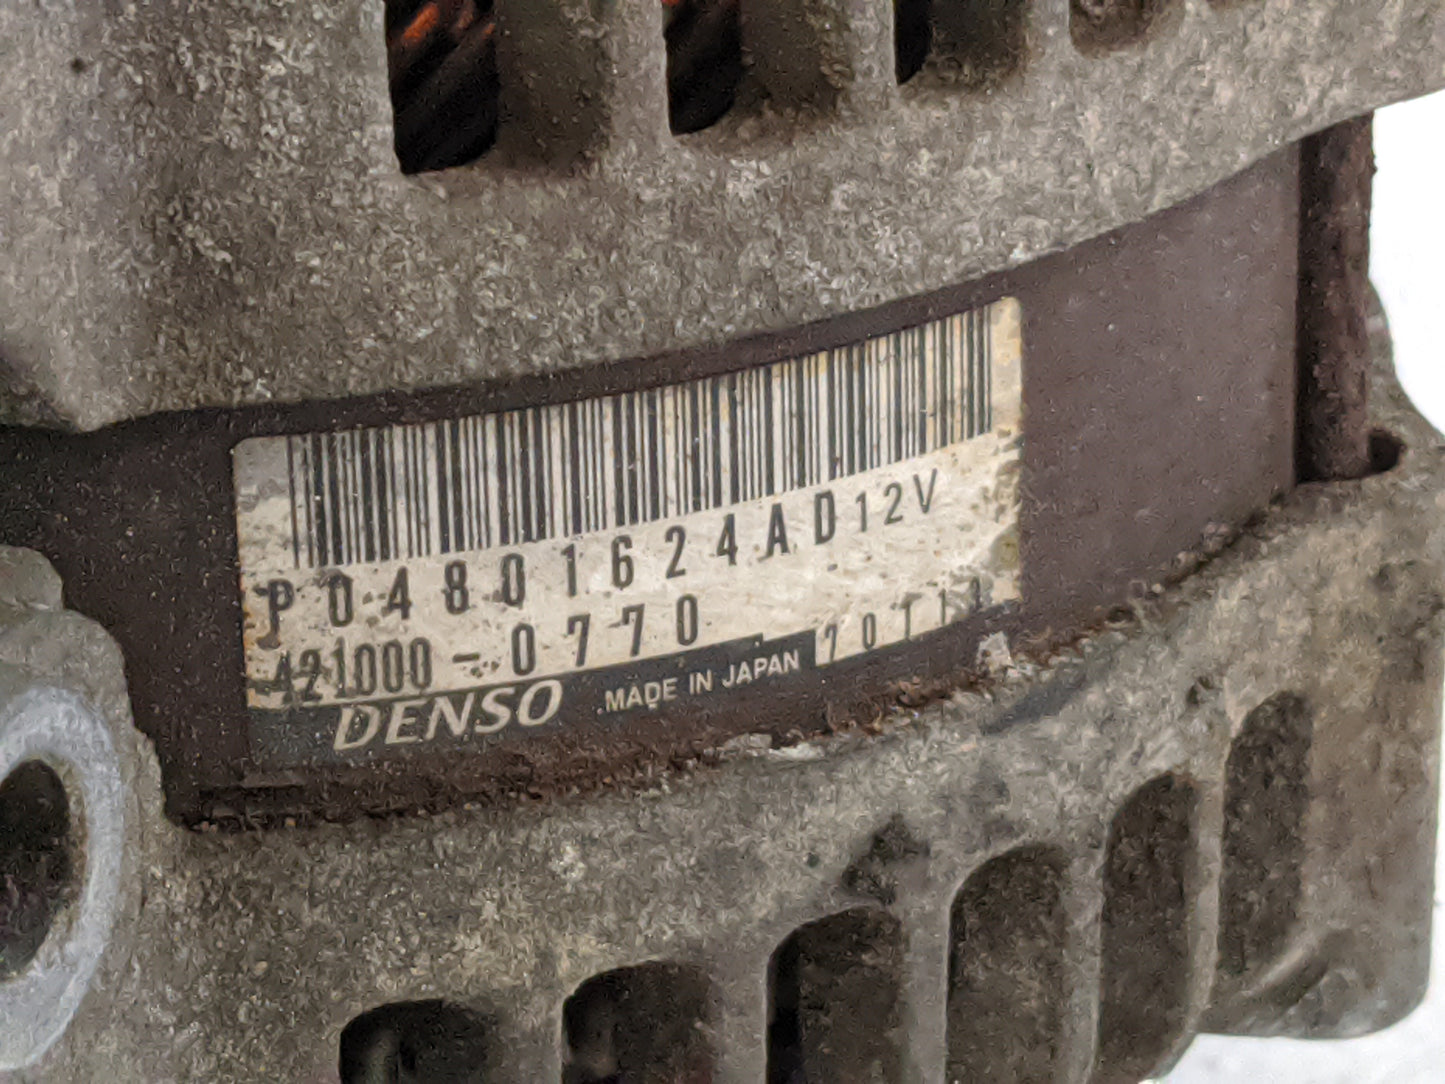 P04801624AD12V
421000-0770
DENSO MADE IN JAPAN